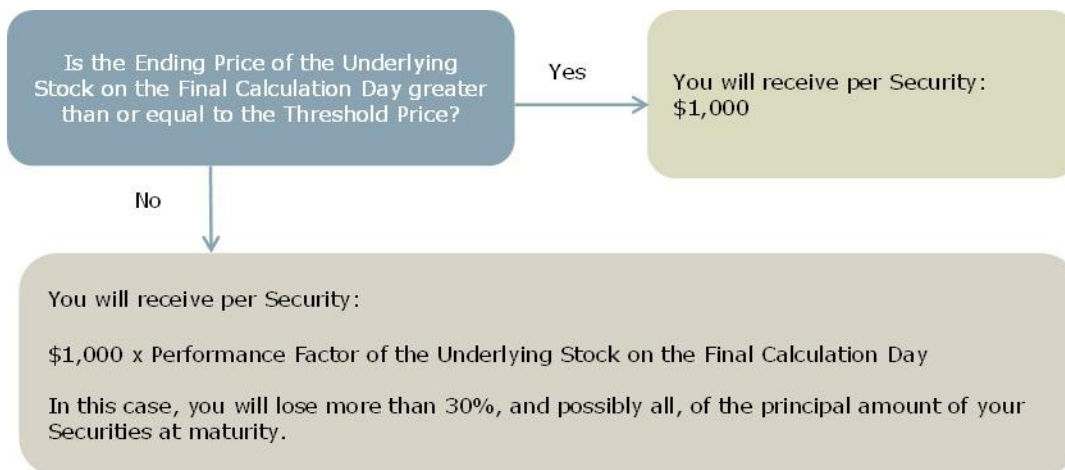 Is the Ending Price of the Underlying
Stock on the Final Calculation Day greater
than or equal to the Threshold Price?
Yes
You will receive per Security:
$1,000
No
You will receive per Security:
$1,000 x Performance Factor of the Underlying Stock on the Final Calculation Day
In this case, you will lose more than 30%, and possibly all, of the principal amount of your
Securities at maturity.